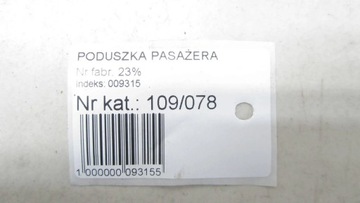 PODUSZKA PASAŻERA
Nr fabr. 23%
indeks: 009315
Nr kat.: 109/078
1 000000 093155